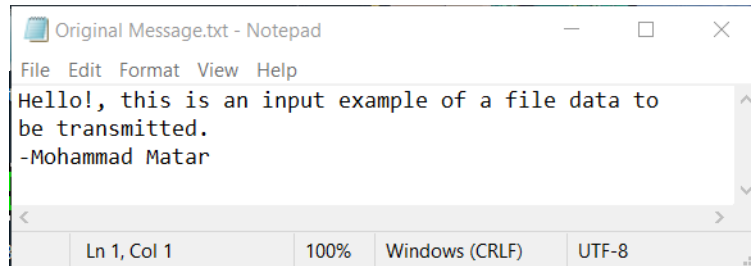 Original Message.txt - Notepad
File Edit Format View Help
Hello!, this is an input example of a file data to
be transmitted.
-Mohammad Matar
Ln 1, Col 1 100% Windows (CRLF) UTF-8